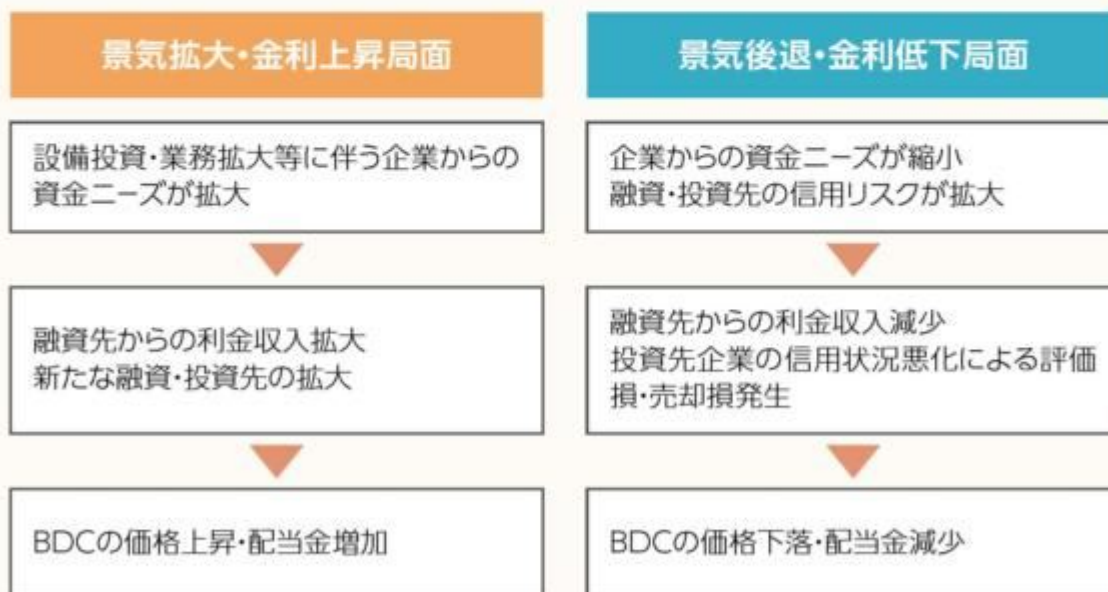 景気拡大・金利上昇局面
設備投資・業務拡大等に伴う企業からの
資金ニーズが拡大
融資先からの利金収入拡大
新たな融資・投資先の拡大
BDCの価格上昇・配当金増加
景気後退・金利低下局面
企業からの資金ニーズが縮小
融資・投資先の信用リスクが拡大
融資先からの利金収入減少
投資先企業の信用状況悪化による評価
損・売却損発生
BDCの価格下落・配当金減少